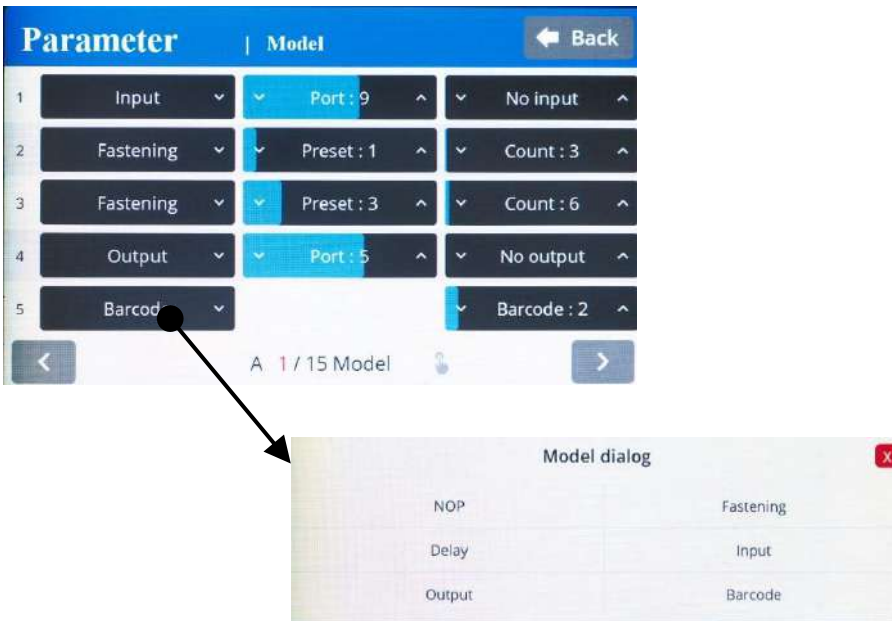 Parameter | Model Back
1 Input Port : 9 No input
2 Fastening Preset : 1 Count : 3
3 Fastening Preset : 3 Count : 6
4 Output Port : 5 No output
5 Barcod Barcode : 2
A 1 / 15 Model
Model dialog X
NOP Fastening
Delay Input
Output Barcode